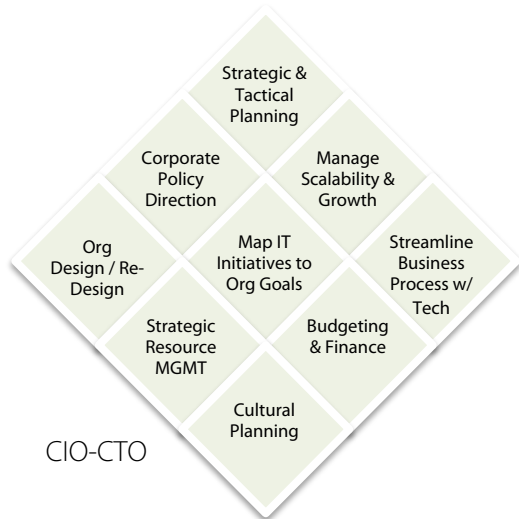 Strategic &
Tactical
Planning
Corporate
Policy
Direction
Manage
Scalability &
Growth
Org
Design / Re-
Design
Map IT
Initiatives to
Org Goals
Streamline
Business
Process w/
Tech
Strategic
Resource
MGMT
Budgeting
& Finance
Cultural
Planning
CIO-CTO